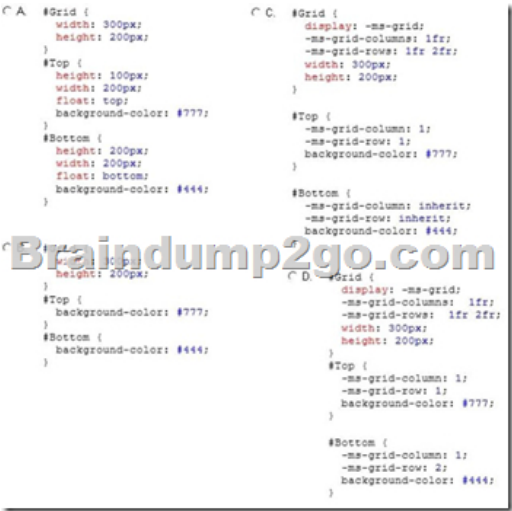 A.
#Grid {
width: 300px;
height: 200px;
}
#Top {
height: 100px;
width: 200px;
float: top;
background-color: #777;
}
#Bottom {
height: 200px;
width: 200px;
float: bottom;
background-color: #444;
}
height: 200px;
}
#Top {
background-color: #777;
}
#Bottom {
background-color: #444;
}
C.
#Grid {
display: -ms-grid;
-ms-grid-columns: 1fr;
-ms-grid-rows: 1fr 2fr;
width: 300px;
height: 200px;
}
#Top {
-ms-grid-column: 1;
-ms-grid-row: 1;
background-color: #777;
}
#Bottom {
-ms-grid-column: inherit;
-ms-grid-row: inherit;
background-color: #444;
Braindump2go.com
D.
#Grid {
display: -ms-grid;
-ms-grid-columns: 1fr;
-ms-grid-rows: 1fr 2fr;
width: 300px;
height: 200px;
}
#Top {
-ms-grid-column: 1;
-ms-grid-row: 1;
background-color: #777;
}
#Bottom {
-ms-grid-column: 1;
-ms-grid-row: 2;
background-color: #444;
}